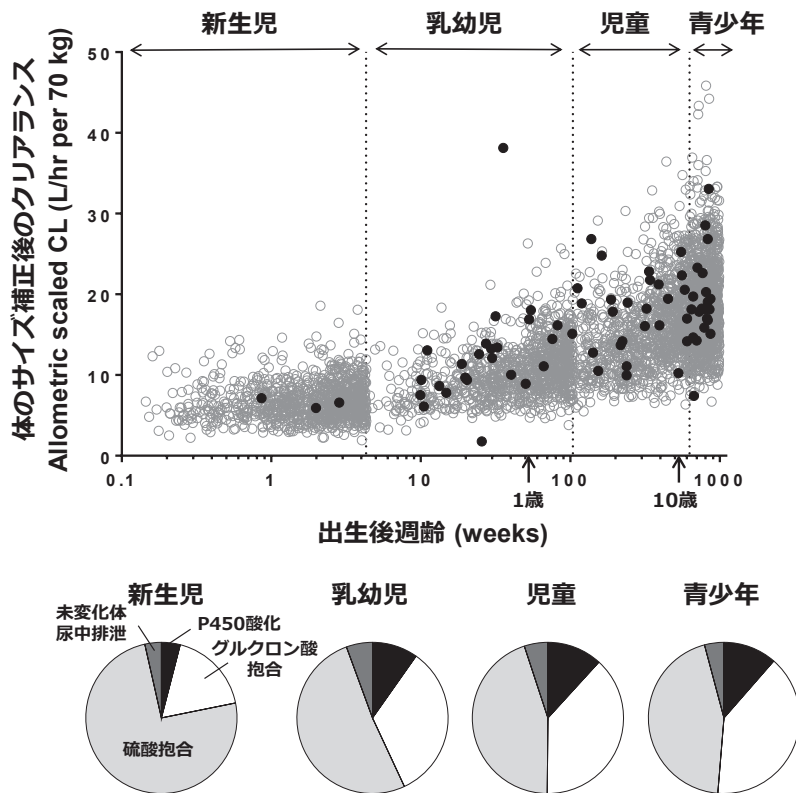 新生児 乳幼児 児童 青少年
体のサイズ補正後のクリアランス
Allometric scaled CL (L/hr per 70 kg)
50
40
30
20
10
0
0.1 1 10 100 1000
1歳 10歳
出生後週齢 (weeks)
新生児 乳幼児 児童 青少年
未変化体
尿中排泄
P450酸化
グルクロン酸
抱合
硫酸抱合